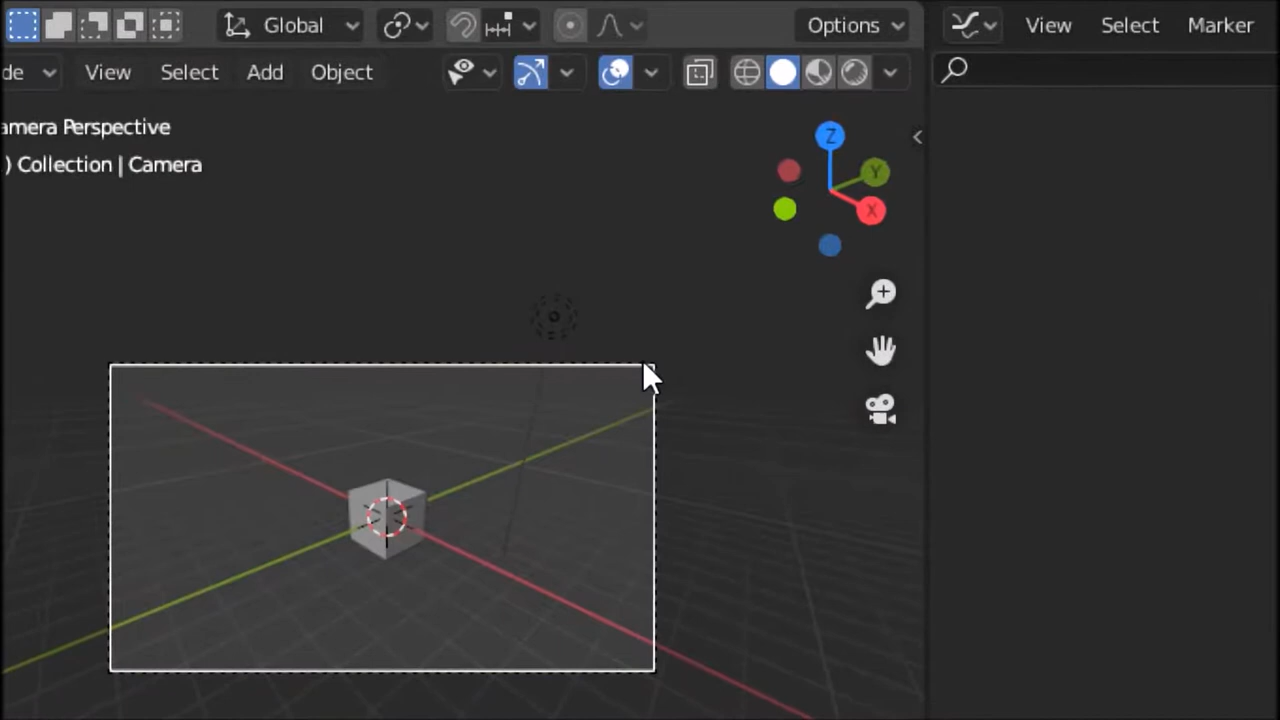 Global
Options
View Select Marker
de
View Select Add Object
amera Perspective
) Collection | Camera
Z
Y
X